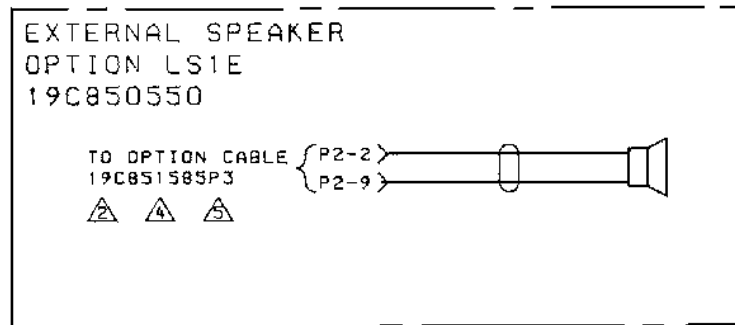 EXTERNAL SPEAKER
OPTION LS1E
19C850550
TO OPTION CABLE
19C851585P3
P2-2
P2-9
2 4 5